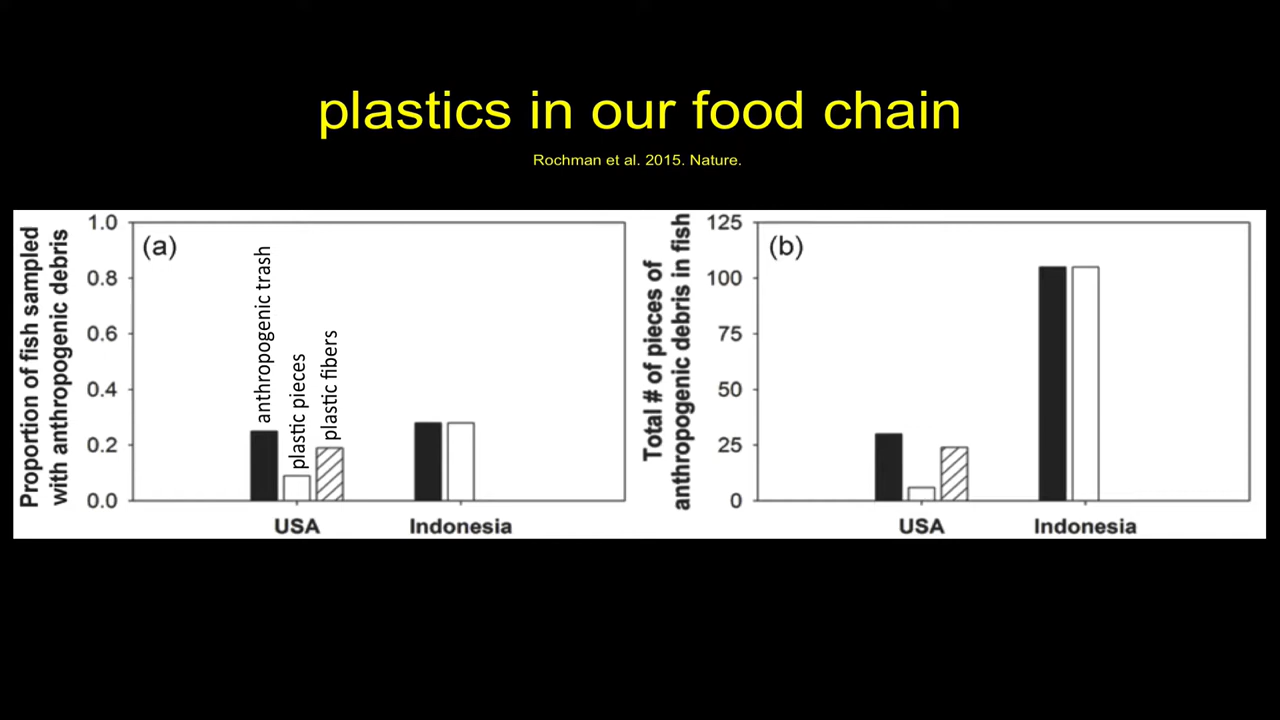 plastics in our food chain
Rochman et al. 2015. Nature.
Proportion of fish sampled
with anthropogenic debris
1.0
0.8
0.6
0.4
0.2
0.0
(a)
anthropogenic trash
plastic pieces
plastic fibers
USA
Indonesia
Total # of pieces of
anthropogenic debris in fish
125
100
75
50
25
0
(b)
USA
Indonesia